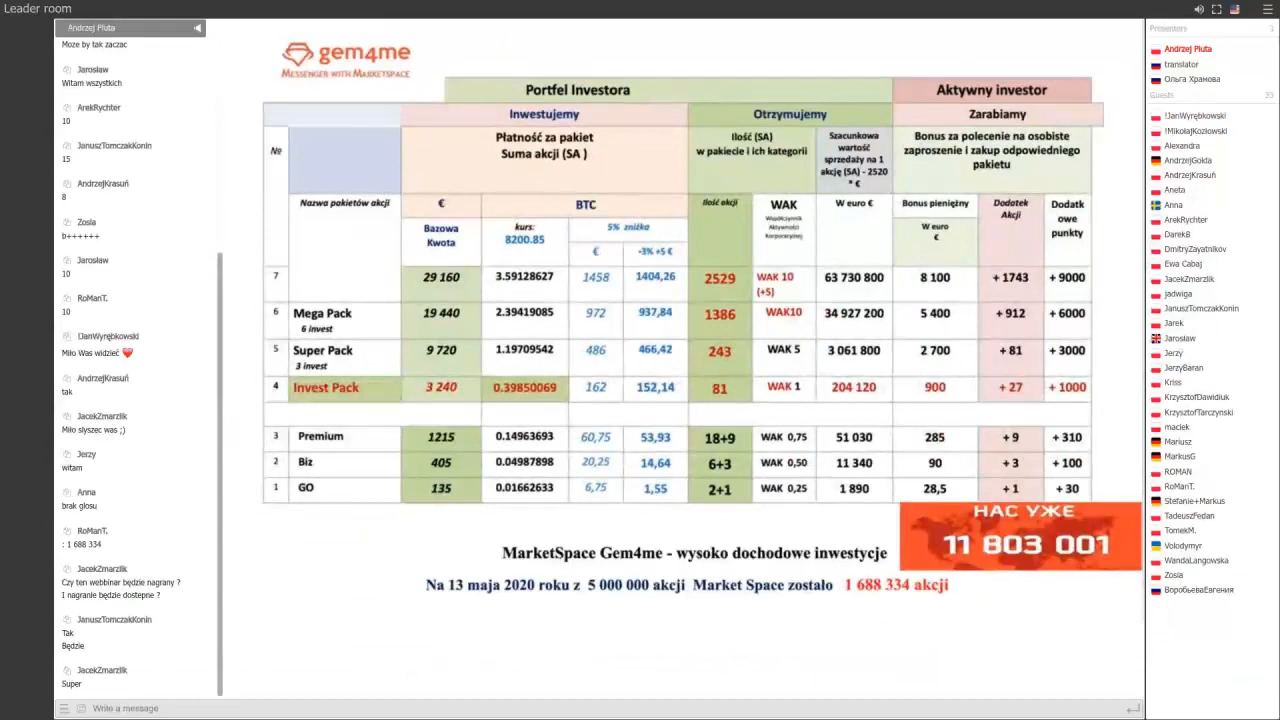 Leader room
Andrzej Pluta
Moze by tak zaczac
Jarosław
Witam wszystkich
ArekRychter
10
JanuszTomczakKonin
15
AndrzejKrasuń
8
Zosia
b++++++
Jarosław
10
RoManT.
10
!JanWyrębkowski
Miło Was widzieć ❤
AndrzejKrasuń
tak
JacekZmarzlik
Miło slyszec was ;)
Jerzy
witam
Anna
brak glosu
RoManT.
: 1 688 334
JacekZmarzlik
Czy ten webbinar będzie nagrany ?
I nagranie będzie dostepne ?
JanuszTomczakKonin
Tak
Będzie
JacekZmarzlik
Super
Write a message
gem4me
Messenger with Marketspace
Portfel Investora Aktywny investor
Inwestujemy Otrzymujemy Zarabiamy
№
Płatność za pakiet
Suma akcji (SA )
Ilość (SA)
w pakiecie i ich kategorii
Szacunkowa
wartość
sprzedaży na 1
akcję (SA) - 2520
* €
Bonus za polecenie na osobiste
zaproszenie i zakup odpowiedniego
pakietu
Nazwa pakietów akcji
€
BTC
Bazowa
Kwota
kurs:
8200.85
5% zniżka
€
-3% +5 €
Ilość akcji
WAK
Współczynnik
Aktywności
Korporacyjnej
W euro €
Bonus pieniężny
W euro
€
Dodatek
Akcji
Dodatk
owe
punkty
7 29 160 3.59128627 1458 1404,26 2529 WAK 10 63 730 800 8 100 + 1743 + 9000
(+5)
6 Mega Pack 19 440 2.39419085 972 937,84 1386 WAK10 34 927 200 5 400 + 912 + 6000
6 invest
5 Super Pack 9 720 1.19709542 486 466,42 243 WAK 5 3 061 800 2 700 + 81 + 3000
3 invest
4 Invest Pack 3 240 0.39850069 162 152,14 81 WAK 1 204 120 900 + 27 + 1000
3 Premium 1215 0.14963693 60,75 53,93 18+9 WAK 0,75 51 030 285 + 9 + 310
2 Biz 405 0.04987898 20,25 14,64 6+3 WAK 0,50 11 340 90 + 3 + 100
1 GO 135 0.01662633 6,75 1,55 2+1 WAK 0,25 1 890 28,5 + 1 + 30
НАС УЖЕ
11 803 001
MarketSpace Gem4me - wysoko dochodowe inwestycje
Na 13 maja 2020 roku z 5 000 000 akcji Market Space zostało 1 688 334 akcji
Presenters 3
Andrzej Pluta
translator
Ольга Храмова
Guests 33
!JanWyrębkowski
!MikołajKozłowski
Alexandra
AndrzejGokla
AndrzejKrasuń
Aneta
Anna
ArekRychter
DarekB
DmitryZayatnikov
Ewa Cabaj
JacekZmarzlik
jadwiga
JanuszTomczakKonin
Jarek
Jarosław
Jerzy
JerzyBaran
Kriss
KrzysztofDawidiuk
KrzysztofTarczynski
maciek
Mariusz
MarkusG
ROMAN
RoManT.
Stefanie+Markus
TadeuszFedan
TomekM.
Volodymyr
WandaLangowska
Zosia
ВоробьеваЕвгения